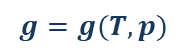 g = g(T, p)